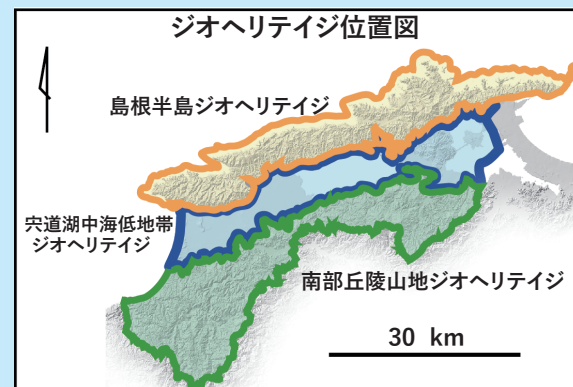 ジオヘリテイジ位置図
島根半島ジオヘリテイジ
宍道湖中海低地帯
ジオヘリテイジ
南部丘陵山地ジオヘリテイジ
30 km